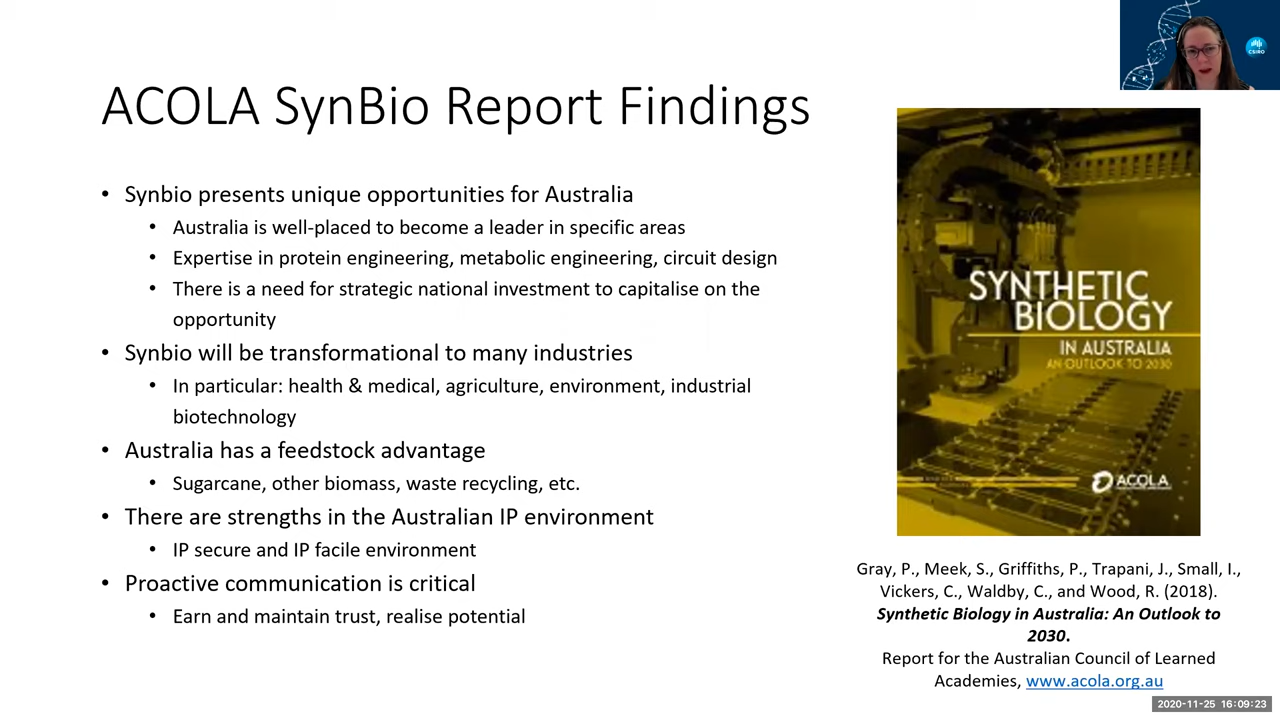 ACOLA SynBio Report Findings
• Synbio presents unique opportunities for Australia
• Australia is well-placed to become a leader in specific areas
• Expertise in protein engineering, metabolic engineering, circuit design
• There is a need for strategic national investment to capitalise on the
opportunity
• Synbio will be transformational to many industries
• In particular: health & medical, agriculture, environment, industrial
biotechnology
• Australia has a feedstock advantage
• Sugarcane, other biomass, waste recycling, etc.
• There are strengths in the Australian IP environment
• IP secure and IP facile environment
• Proactive communication is critical
• Earn and maintain trust, realise potential
CSIRO
SYNTHETIC
BIOLOGY
IN AUSTRALIA
AN OUTLOOK TO 2030
ACOLA
Gray, P., Meek, S., Griffiths, P., Trapani, J., Small, I.,
Vickers, C., Waldby, C., and Wood, R. (2018).
Synthetic Biology in Australia: An Outlook to
2030.
Report for the Australian Council of Learned
Academies, www.acola.org.au
2020-11-25 16:09:23